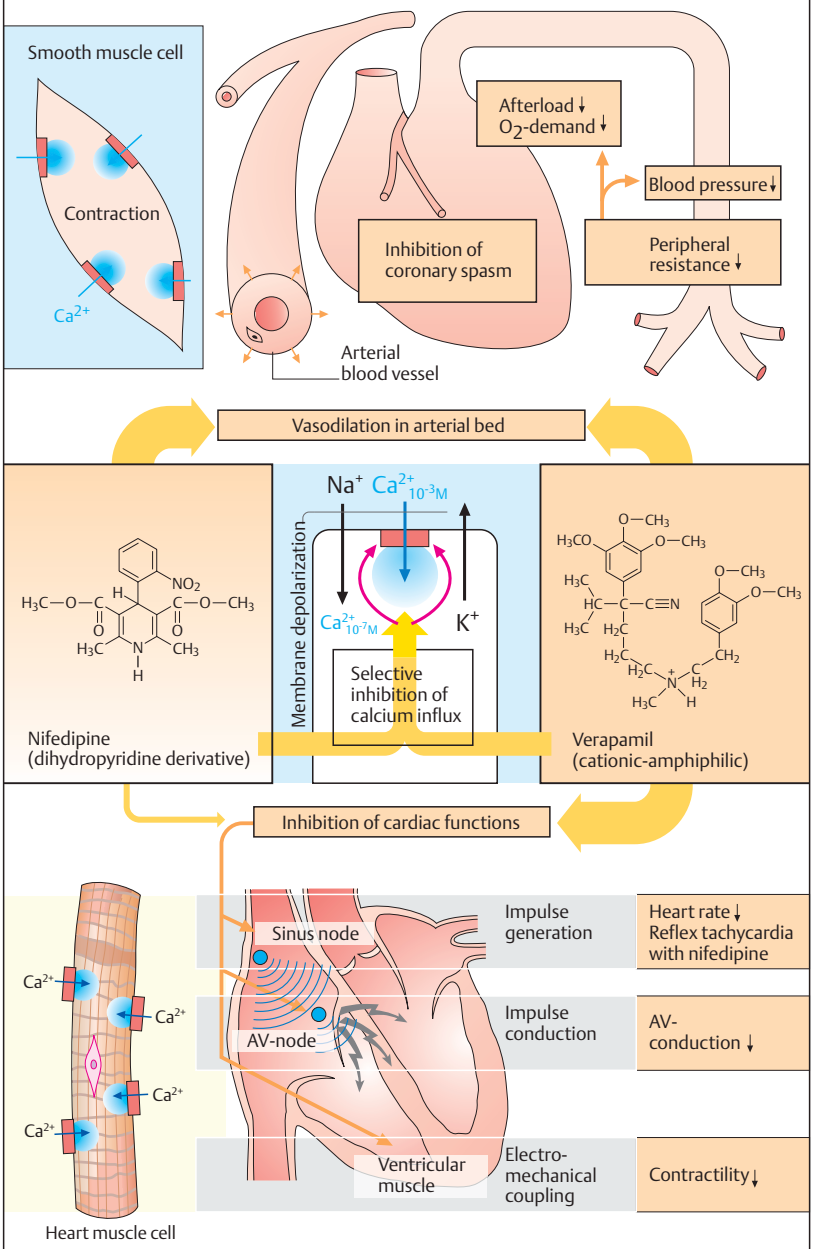 Smooth muscle cell
Contraction
Ca2+
Afterload ↓
O2-demand ↓
Blood pressure ↓
Peripheral
resistance ↓
Inhibition of
coronary spasm
Arterial
blood vessel
Vasodilation in arterial bed
NO2
H
H3C—O—C
C—O—CH3
O
O
H3C
N
CH3
H
Nifedipine
(dihydropyridine derivative)
Membrane depolarization
Na+
Ca2+ 10-3M
Ca2+ 10-7M
K+
Selective
inhibition of
calcium influx
O—CH3
H3CO
O—CH3
H3C
HC—C—C≡N
H3C
H2C
H2C
H2C
N+
H3C
H
C
H2
CH2
O—CH3
O—CH3
Verapamil
(cationic-amphiphilic)
Inhibition of cardiac functions
Ca2+
Ca2+
Ca2+
Ca2+
Heart muscle cell
Sinus node
Impulse
generation
Heart rate ↓
Reflex tachycardia
with nifedipine
AV-node
Impulse
conduction
AV-
conduction ↓
Ventricular
muscle
Electro-
mechanical
coupling
Contractility ↓